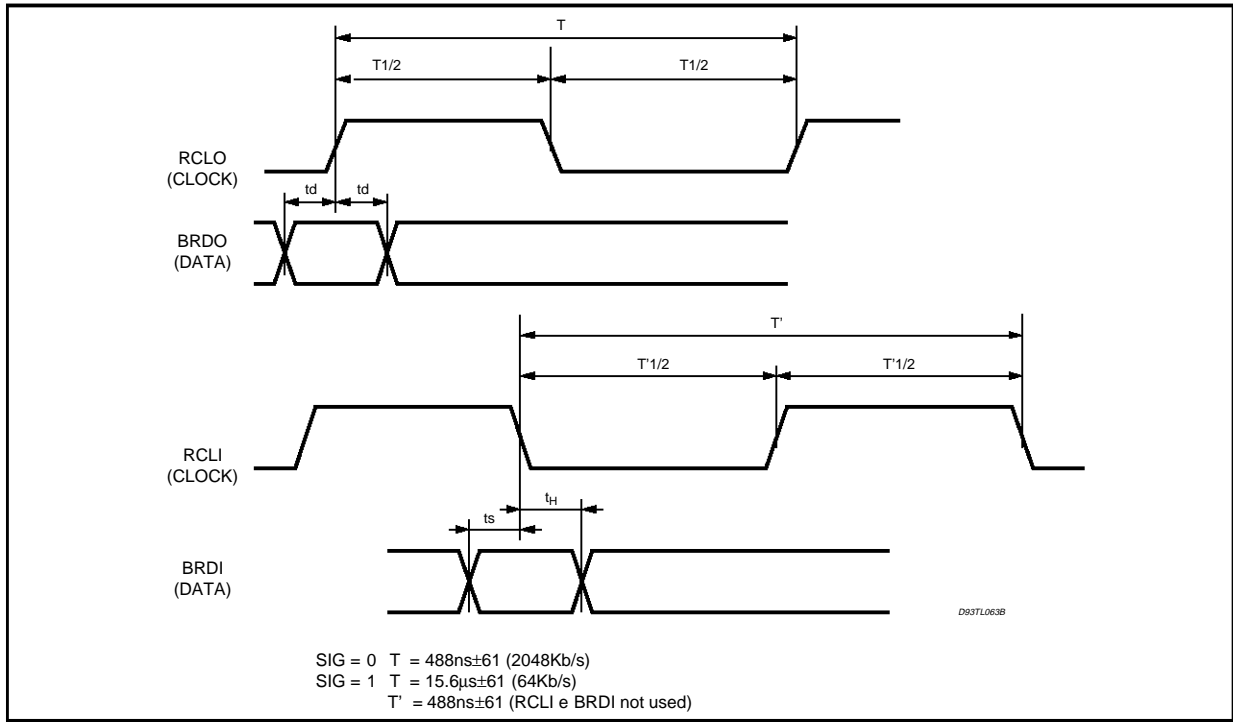 T
T1/2 T1/2
RCLO
(CLOCK)
td td
BRDO
(DATA)
T'
T'1/2 T'1/2
RCLI
(CLOCK)
ts tH
BRDI
(DATA)
D93TL063B
SIG = 0 T = 488ns±61 (2048Kb/s)
SIG = 1 T = 15.6µs±61 (64Kb/s)
T' = 488ns±61 (RCLI e BRDI not used)